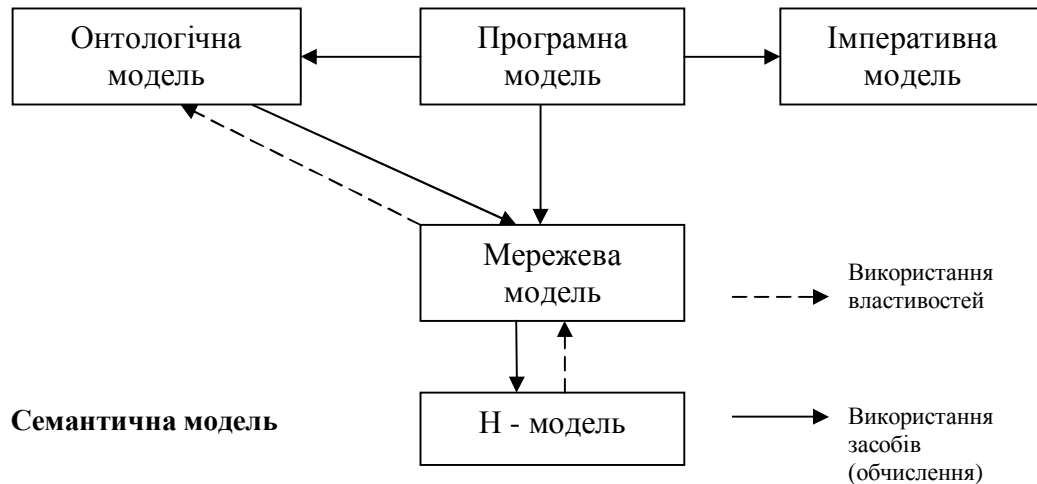 Онтологічна
модель
Програмна
модель
Імперативна
модель
Мережева
модель
Використання
властивостей
Н - модель
Семантична модель
Використання
засобів
(обчислення)